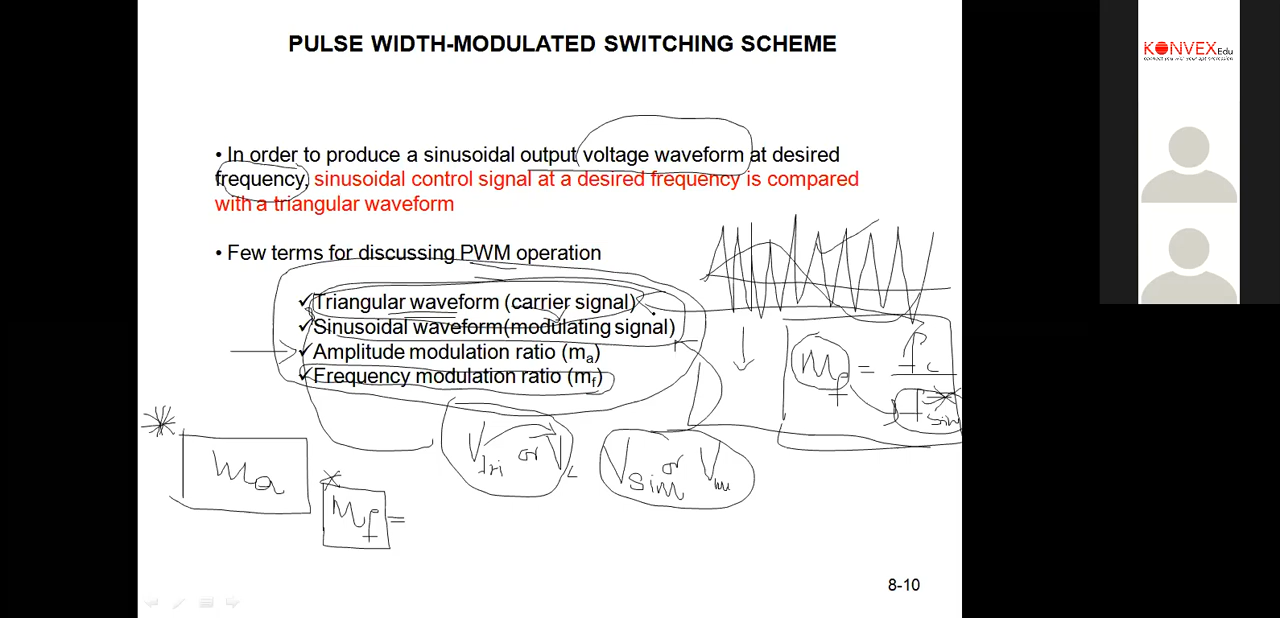 PULSE WIDTH-MODULATED SWITCHING SCHEME
KONVEX Edu
• In order to produce a sinusoidal output voltage waveform at desired
frequency, sinusoidal control signal at a desired frequency is compared
with a triangular waveform
• Few terms for discussing PWM operation
✓Triangular waveform (carrier signal)
✓Sinusoidal waveform(modulating signal)
✓Amplitude modulation ratio (ma)
✓Frequency modulation ratio (mf)
mf = fc / fsin
Vtri or Vc
Vsin or Vm
ma
mf =
8-10